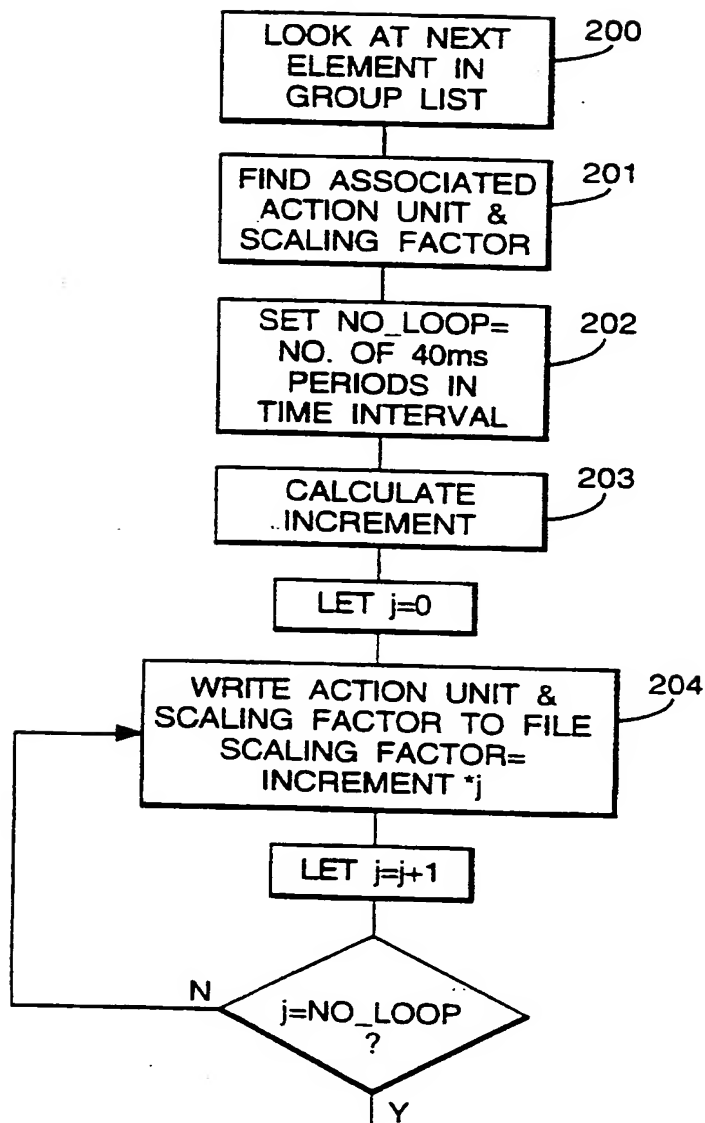 LOOK AT NEXT
ELEMENT IN
GROUP LIST
200
FIND ASSOCIATED
ACTION UNIT &
SCALING FACTOR
201
SET NO_LOOP=
NO. OF 40ms
PERIODS IN
TIME INTERVAL
202
CALCULATE
INCREMENT
203
LET j=0
WRITE ACTION UNIT &
SCALING FACTOR TO FILE
SCALING FACTOR=
INCREMENT *j
204
LET j=j+1
N
j=NO_LOOP
?
Y